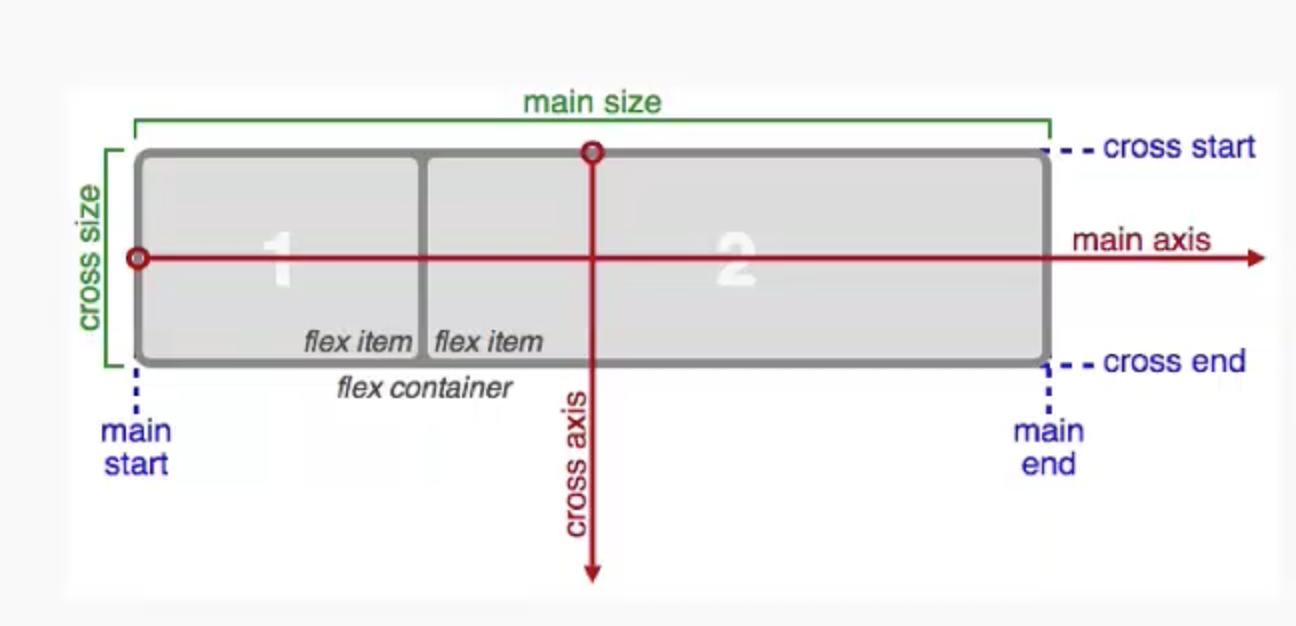 main size
cross start
cross size
main axis
1
2
flex item
flex item
cross end
flex container
cross axis
main
start
main
end